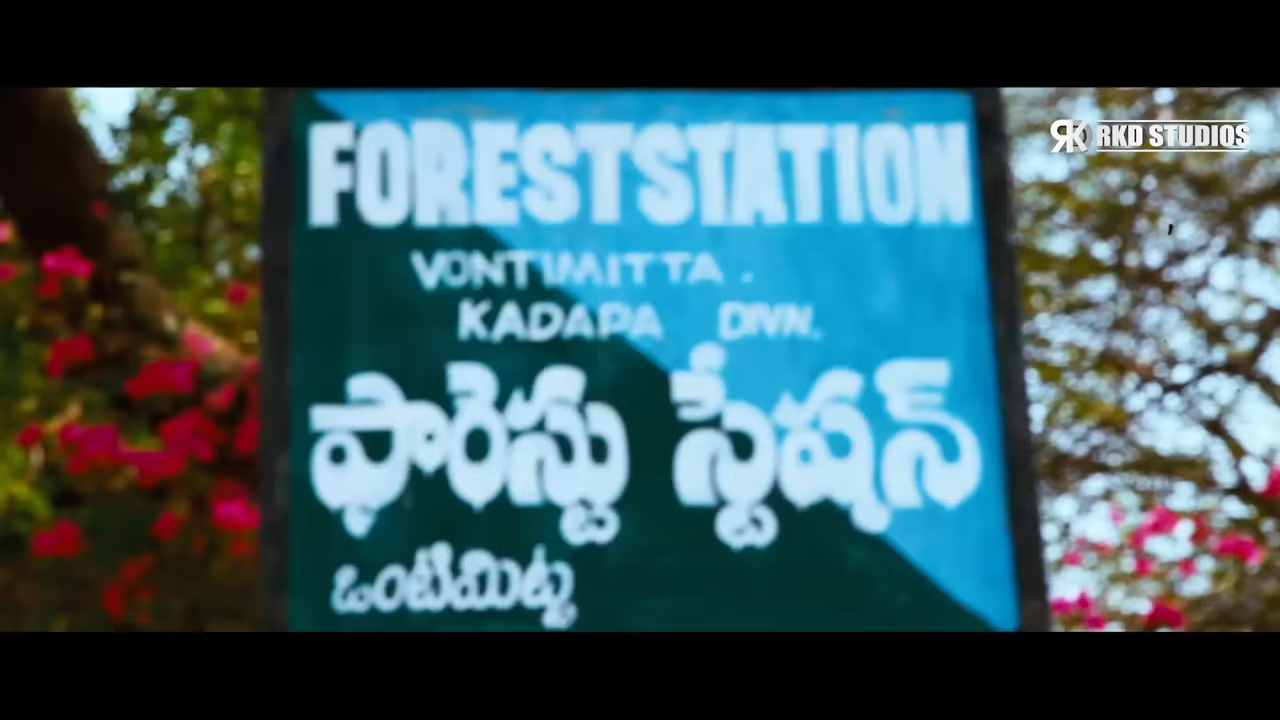 RKD STUDIOS
FORESTSTATION
VONTIMITTA.
KADAPA DIVN.
ఫారెస్టు స్టేషన్
ఒంటిమిట్ట